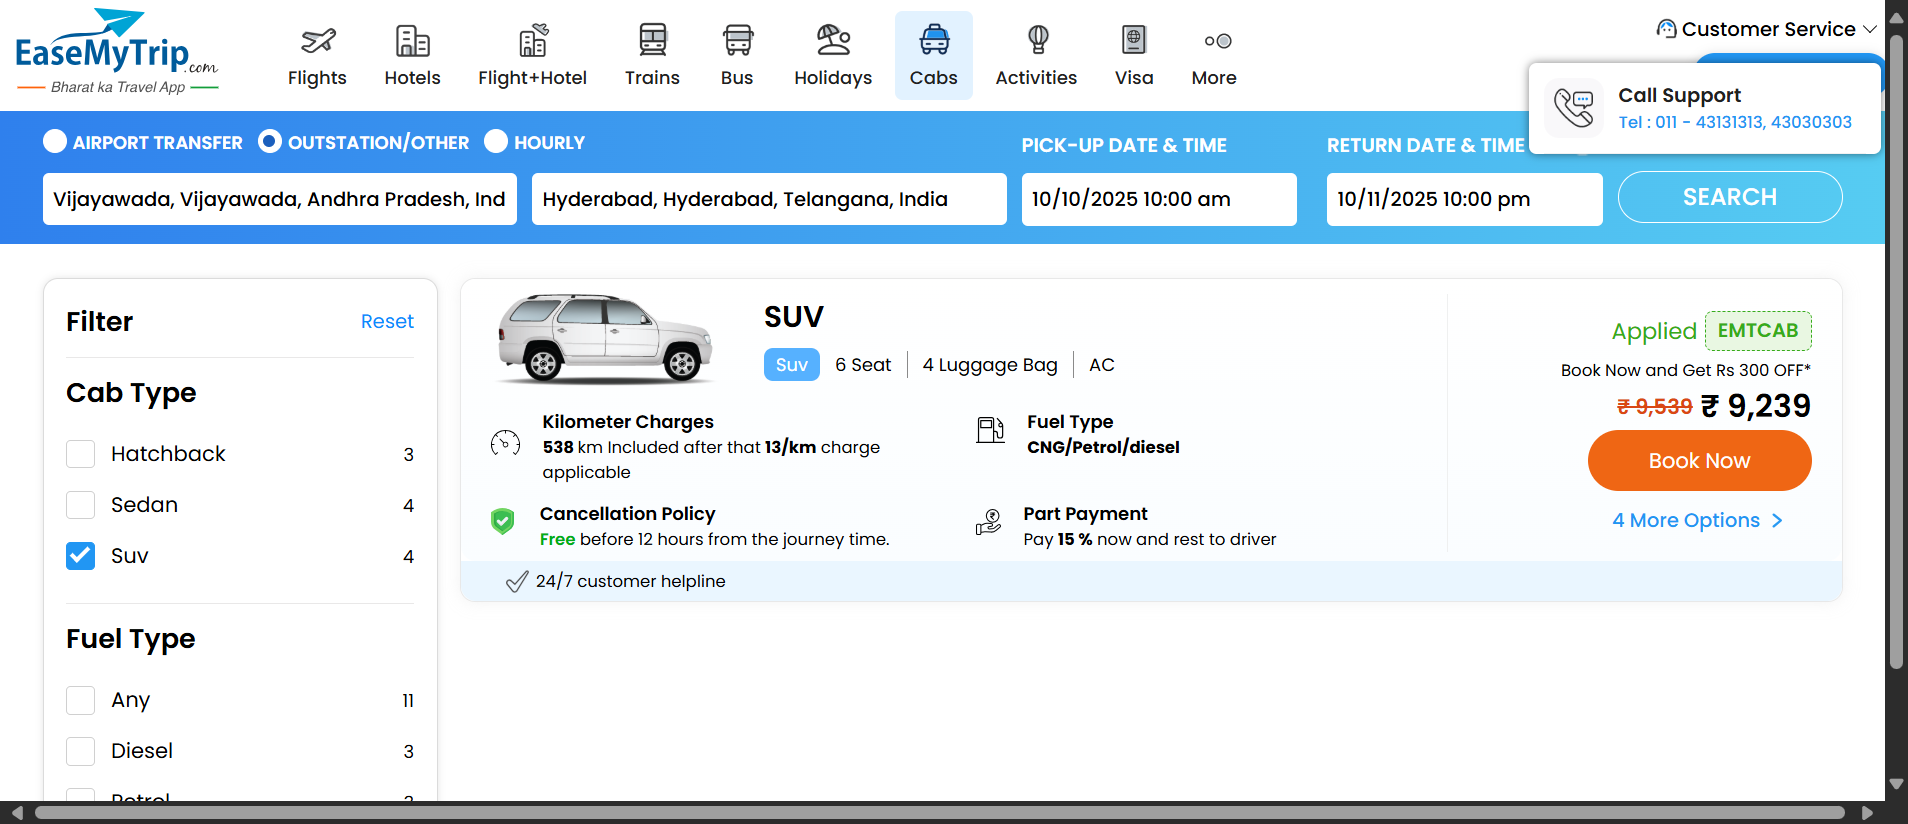 EaseMyTrip.com
Bharat ka Travel App
Flights
Hotels
Flight+Hotel
Trains
Bus
Holidays
Cabs
Activities
Visa
More
Customer Service
Call Support
Tel : 011 - 43131313, 43030303
AIRPORT TRANSFER
OUTSTATION/OTHER
HOURLY
PICK-UP DATE & TIME
RETURN DATE & TIME
Vijayawada, Vijayawada, Andhra Pradesh, Ind
Hyderabad, Hyderabad, Telangana, India
10/10/2025 10:00 am
10/11/2025 10:00 pm
SEARCH
Filter
Reset
Cab Type
Hatchback 3
Sedan 4
Suv 4
Fuel Type
Any 11
Diesel 3
Petrol
SUV
Suv 6 Seat 4 Luggage Bag AC
Kilometer Charges
538 km Included after that 13/km charge
applicable
Fuel Type
CNG/Petrol/diesel
Cancellation Policy
Free before 12 hours from the journey time.
Part Payment
Pay 15 % now and rest to driver
24/7 customer helpline
Applied EMTCAB
Book Now and Get Rs 300 OFF*
₹ 9,539 ₹ 9,239
Book Now
4 More Options